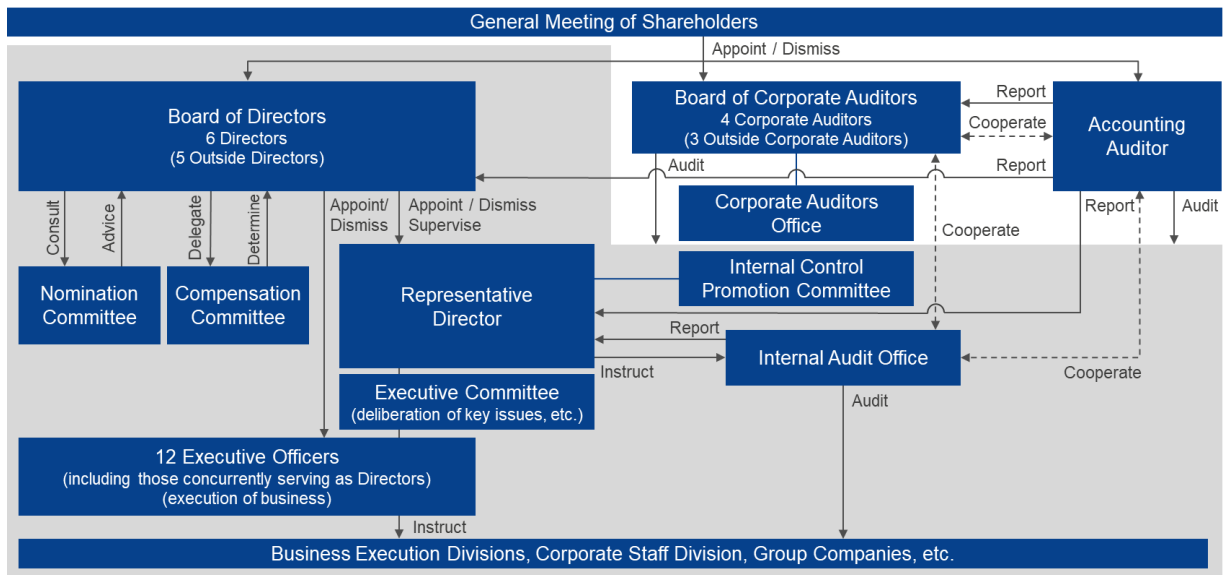 General Meeting of Shareholders
Appoint / Dismiss
Board of Directors
6 Directors
(5 Outside Directors)
Board of Corporate Auditors
4 Corporate Auditors
(3 Outside Corporate Auditors)
Report
Cooperate
Accounting
Auditor
Audit
Report
Corporate Auditors
Office
Report
Audit
Consult
Advice
Delegate
Determine
Appoint/
Dismiss
Appoint / Dismiss
Supervise
Cooperate
Nomination
Committee
Compensation
Committee
Representative
Director
Internal Control
Promotion Committee
Report
Instruct
Internal Audit Office
Cooperate
Executive Committee
(deliberation of key issues, etc.)
Audit
12 Executive Officers
(including those concurrently serving as Directors)
(execution of business)
Instruct
Business Execution Divisions, Corporate Staff Division, Group Companies, etc.